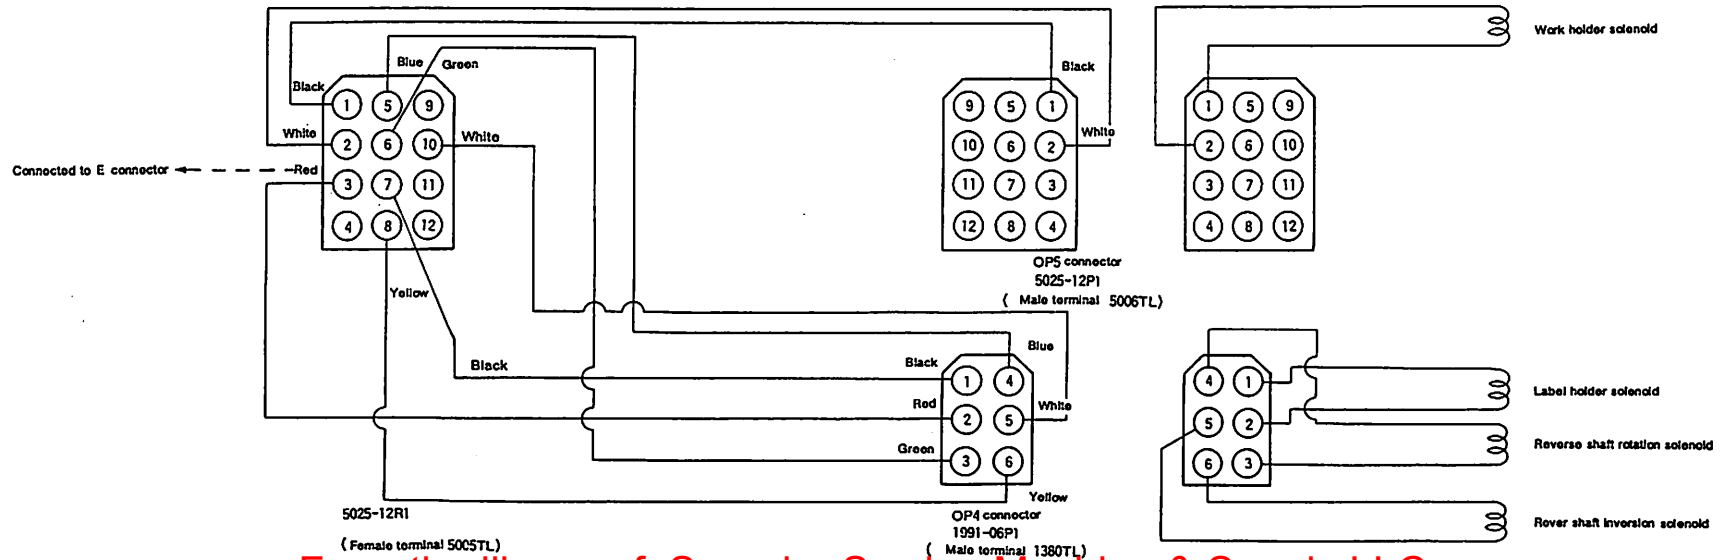 Work holder solenoid
Blue
Green
Black
Black
1 5 9
9 5 1
1 5 9
White
White
White
2 6 10
10 6 2
2 6 10
Connected to E connector
Red
3 7 11
11 7 3
3 7 11
4 8 12
12 8 4
4 8 12
OP5 connector
5025-12P1
( Male terminal 5006TL)
Yellow
Blue
Black
Black
1 4
4 1
Label holder solenoid
Red
White
2 5
5 2
Reverse shaft rotation solenoid
Green
3 6
6 3
Yellow
5025-12R1
OP4 connector
1991-06P1
Rover shaft inversion solenoid
(Female terminal 5005TL)
( Male terminal 1380TL)